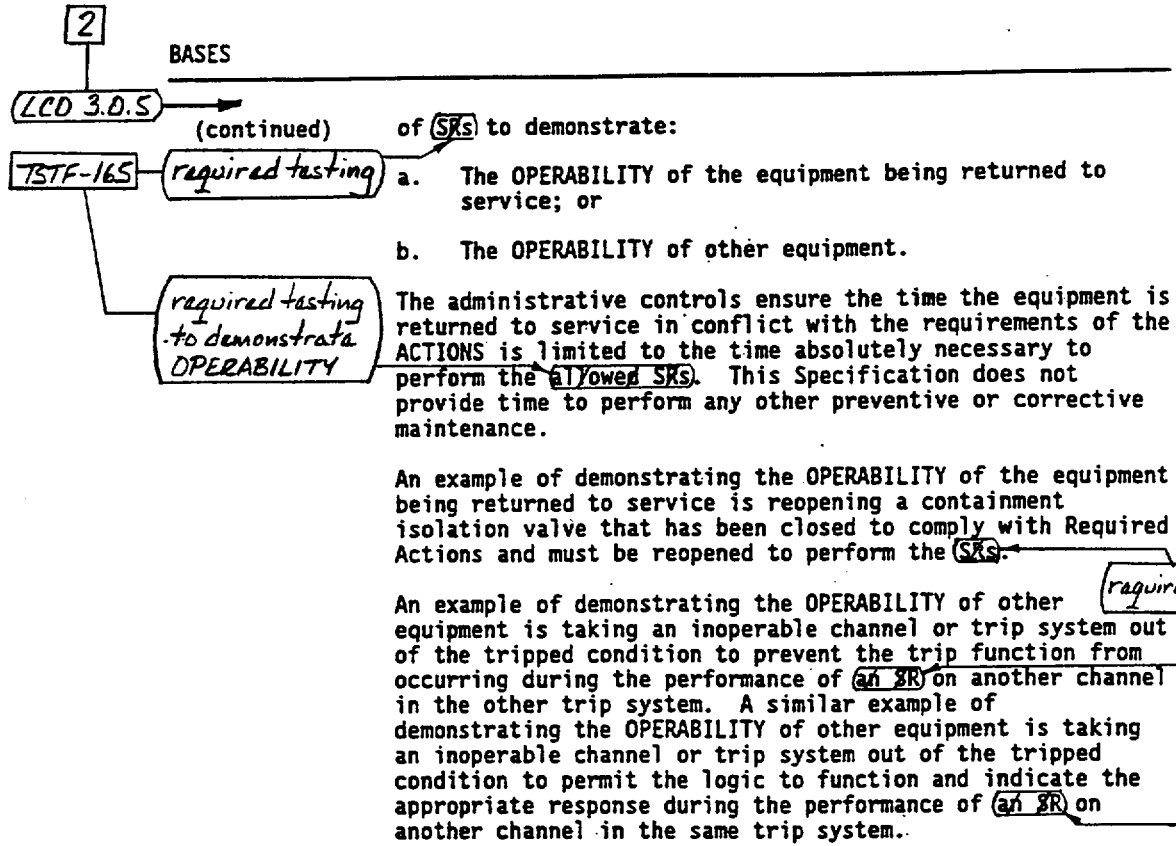 2
BASES
LCO 3.0.5
(continued)
of SRs to demonstrate:
TSTF-165
required testing
a. The OPERABILITY of the equipment being returned to
service; or
b. The OPERABILITY of other equipment.
required testing
to demonstrate
OPERABILITY
The administrative controls ensure the time the equipment is
returned to service in conflict with the requirements of the
ACTIONS is limited to the time absolutely necessary to
perform the allowed SRs. This Specification does not
provide time to perform any other preventive or corrective
maintenance.
An example of demonstrating the OPERABILITY of the equipment
being returned to service is reopening a containment
isolation valve that has been closed to comply with Required
Actions and must be reopened to perform the SRs.
An example of demonstrating the OPERABILITY of other
equipment is taking an inoperable channel or trip system out
of the tripped condition to prevent the trip function from
occurring during the performance of an SR on another channel
in the other trip system. A similar example of
demonstrating the OPERABILITY of other equipment is taking
an inoperable channel or trip system out of the tripped
condition to permit the logic to function and indicate the
appropriate response during the performance of an SR on
another channel in the same trip system.